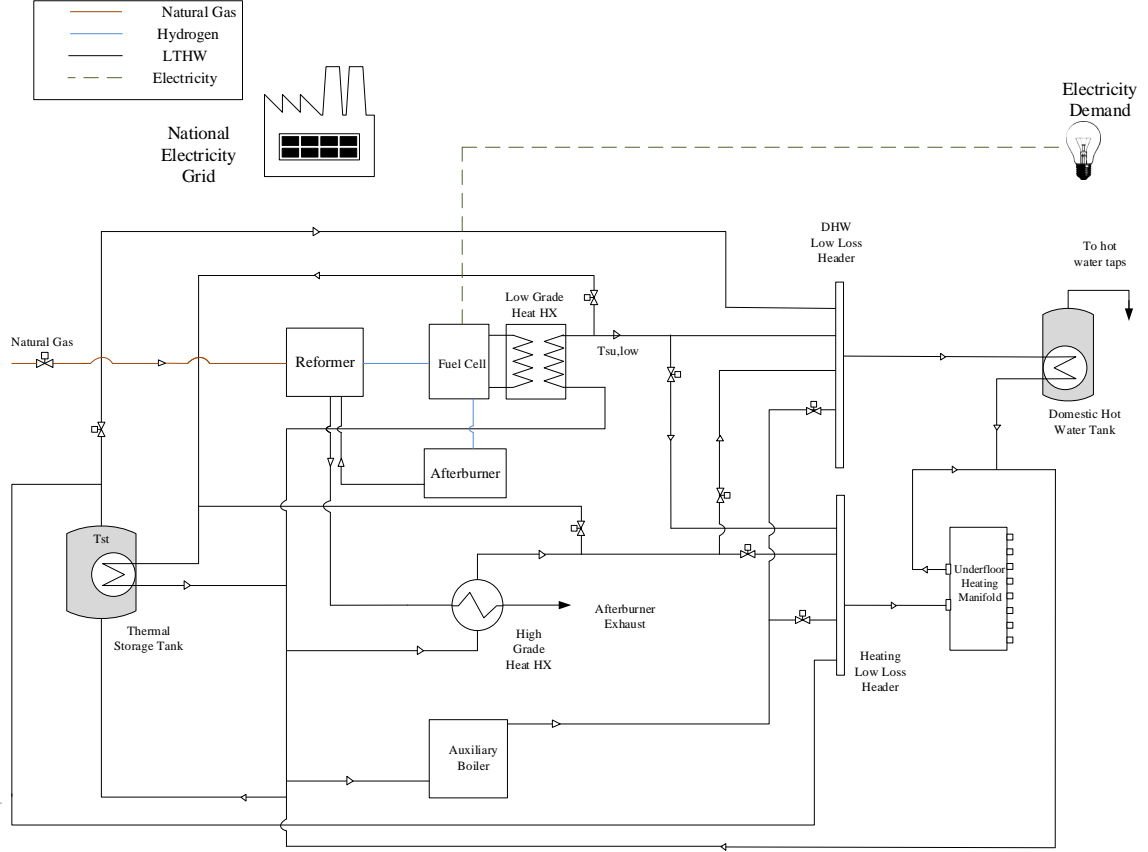 Natural Gas
Hydrogen
LTHW
Electricity
National
Electricity
Grid
Electricity
Demand
DHW
Low Loss
Header
To hot
water taps
Low Grade
Heat HX
Natural Gas
Reformer
Fuel Cell
Tsu,low
Domestic Hot
Water Tank
Afterburner
Tst
Underfloor
Heating
Manifold
Afterburner
Exhaust
Thermal
Storage Tank
High
Grade
Heat HX
Heating
Low Loss
Header
Auxiliary
Boiler